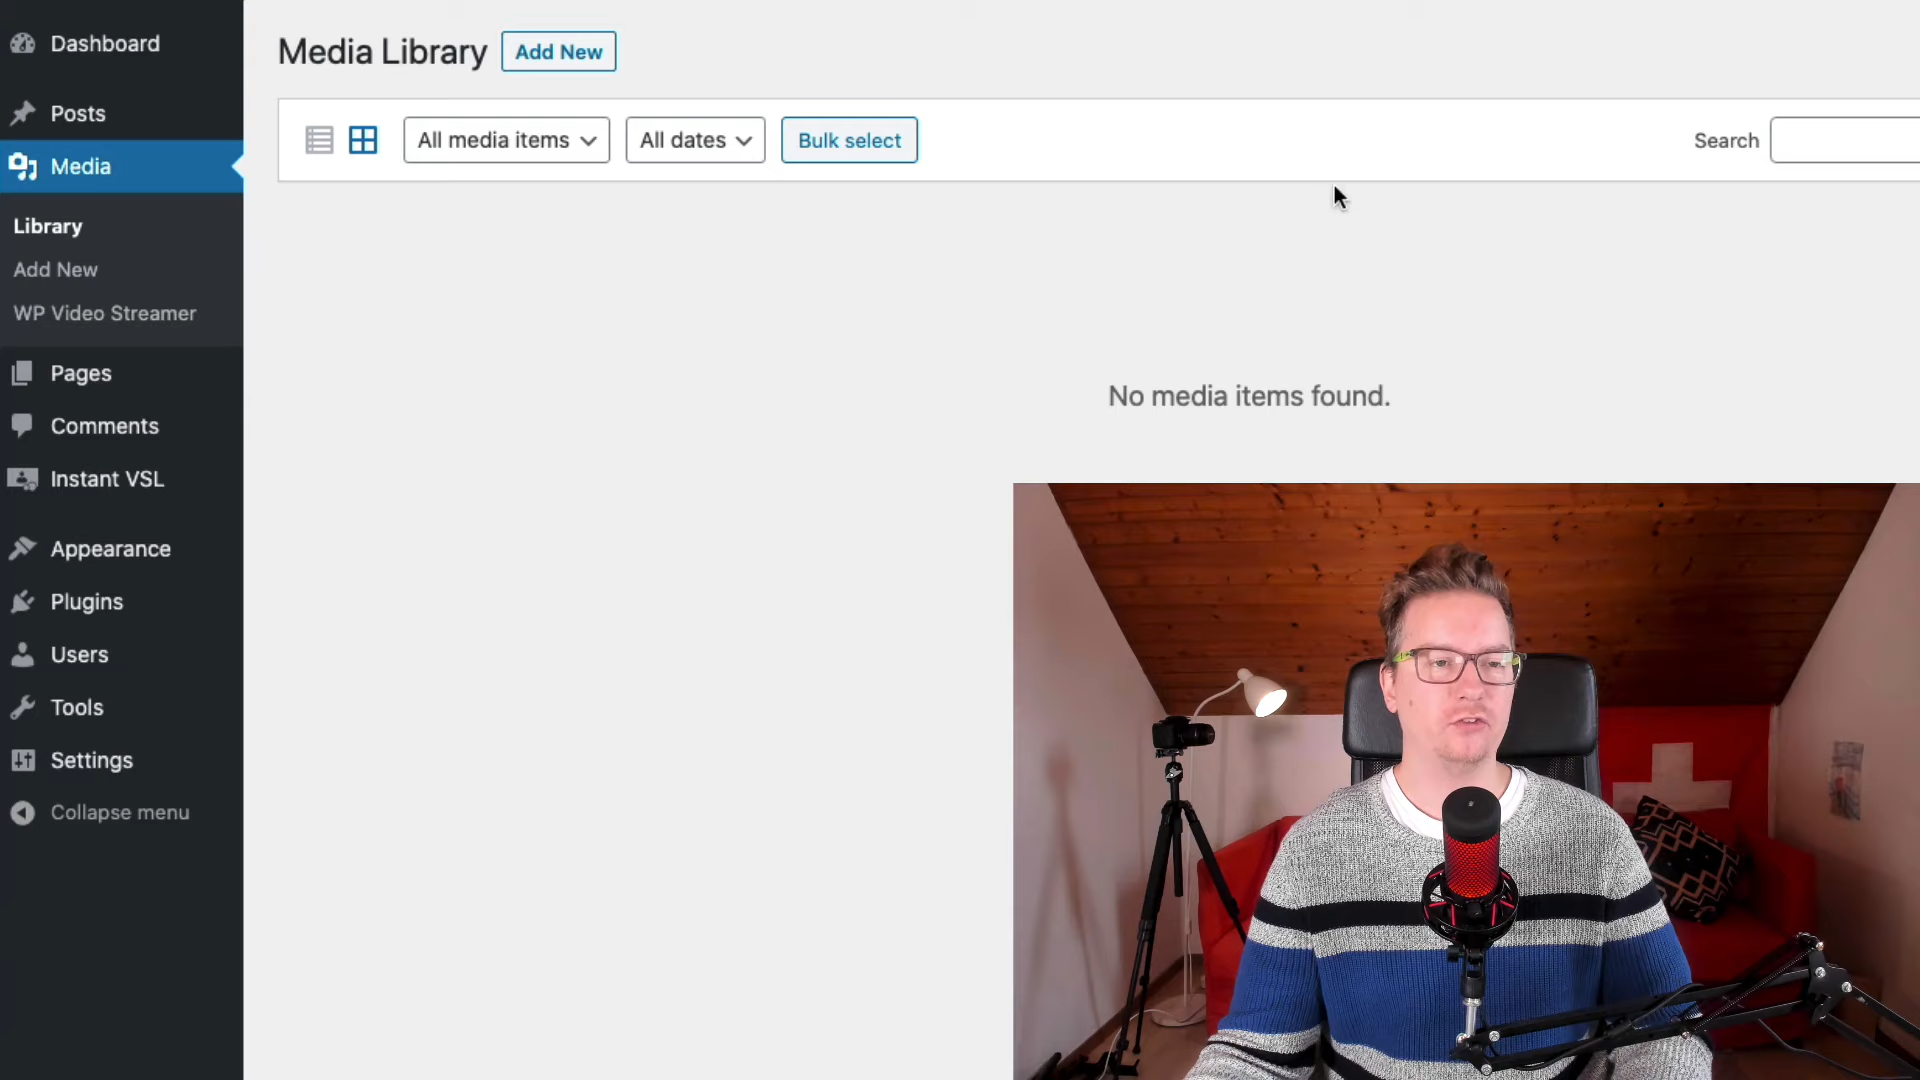 Dashboard
Posts
Media
Library
Add New
WP Video Streamer
Pages
Comments
Instant VSL
Appearance
Plugins
Users
Tools
Settings
Collapse menu
Media Library Add New
All media items All dates Bulk select Search
No media items found.